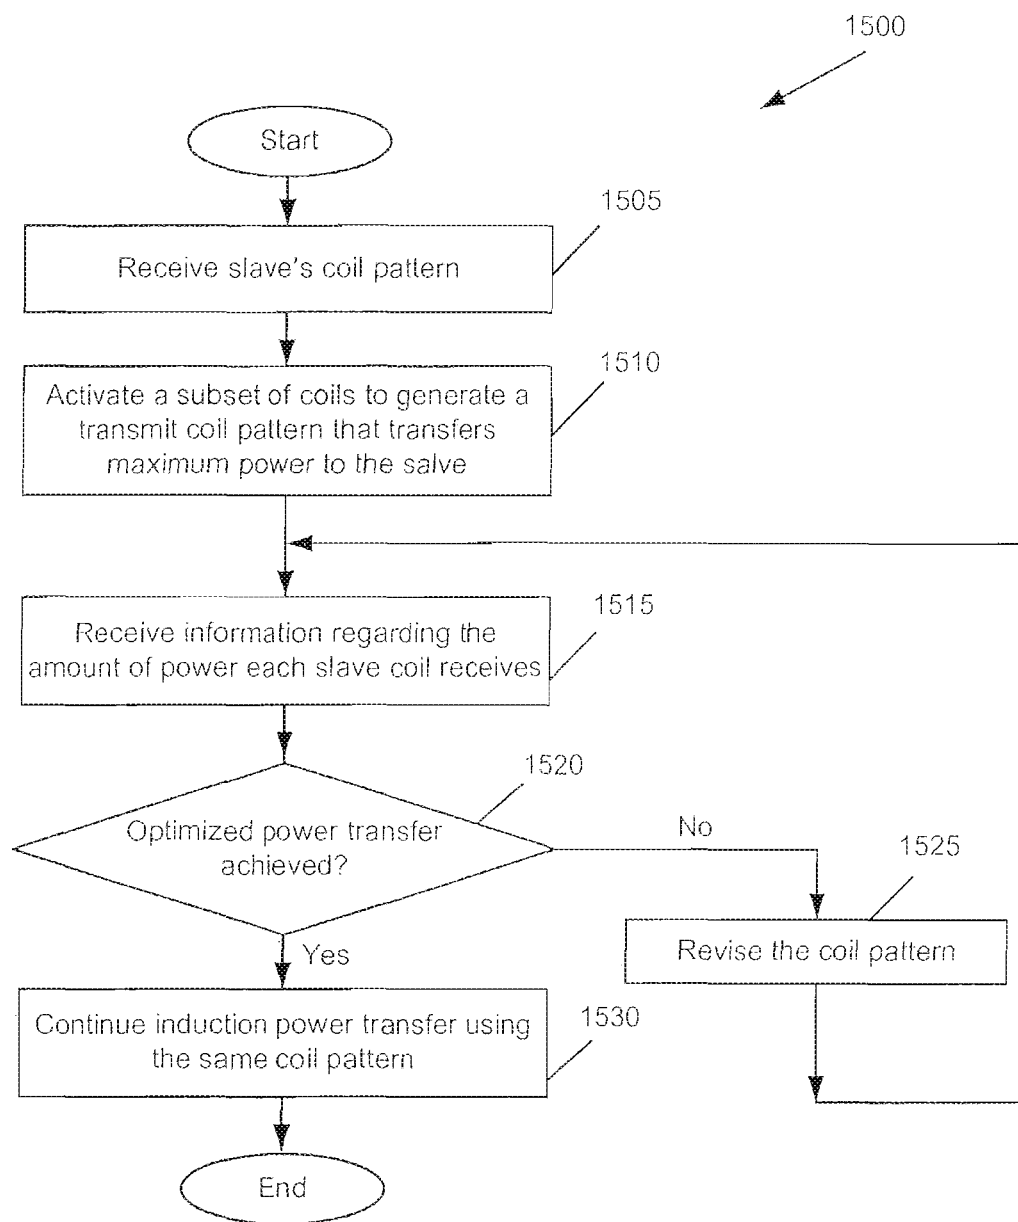 1500
Start
1505
Receive slave's coil pattern
1510
Activate a subset of coils to generate a
transmit coil pattern that transfers
maximum power to the salve
1515
Receive information regarding the
amount of power each slave coil receives
1520
Optimized power transfer
achieved?
No
1525
Revise the coil pattern
Yes
1530
Continue induction power transfer using
the same coil pattern
End